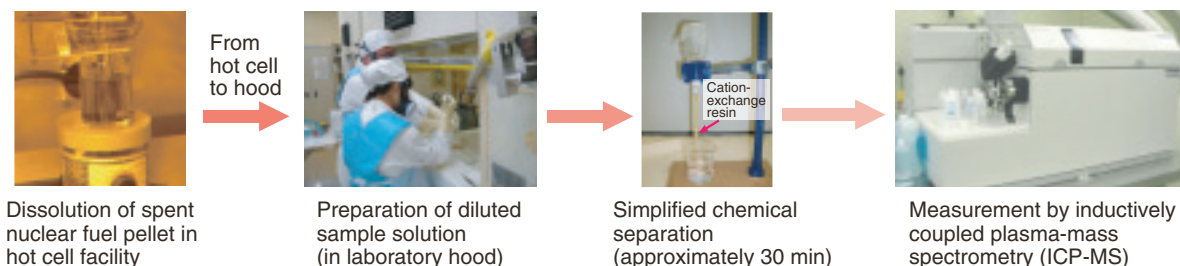 From
hot cell
to hood
Cation-
exchange
resin
Dissolution of spent
nuclear fuel pellet in
hot cell facility
Preparation of diluted
sample solution
(in laboratory hood)
Simplified chemical
separation
(approximately 30 min)
Measurement by inductively
coupled plasma-mass
spectrometry (ICP-MS)